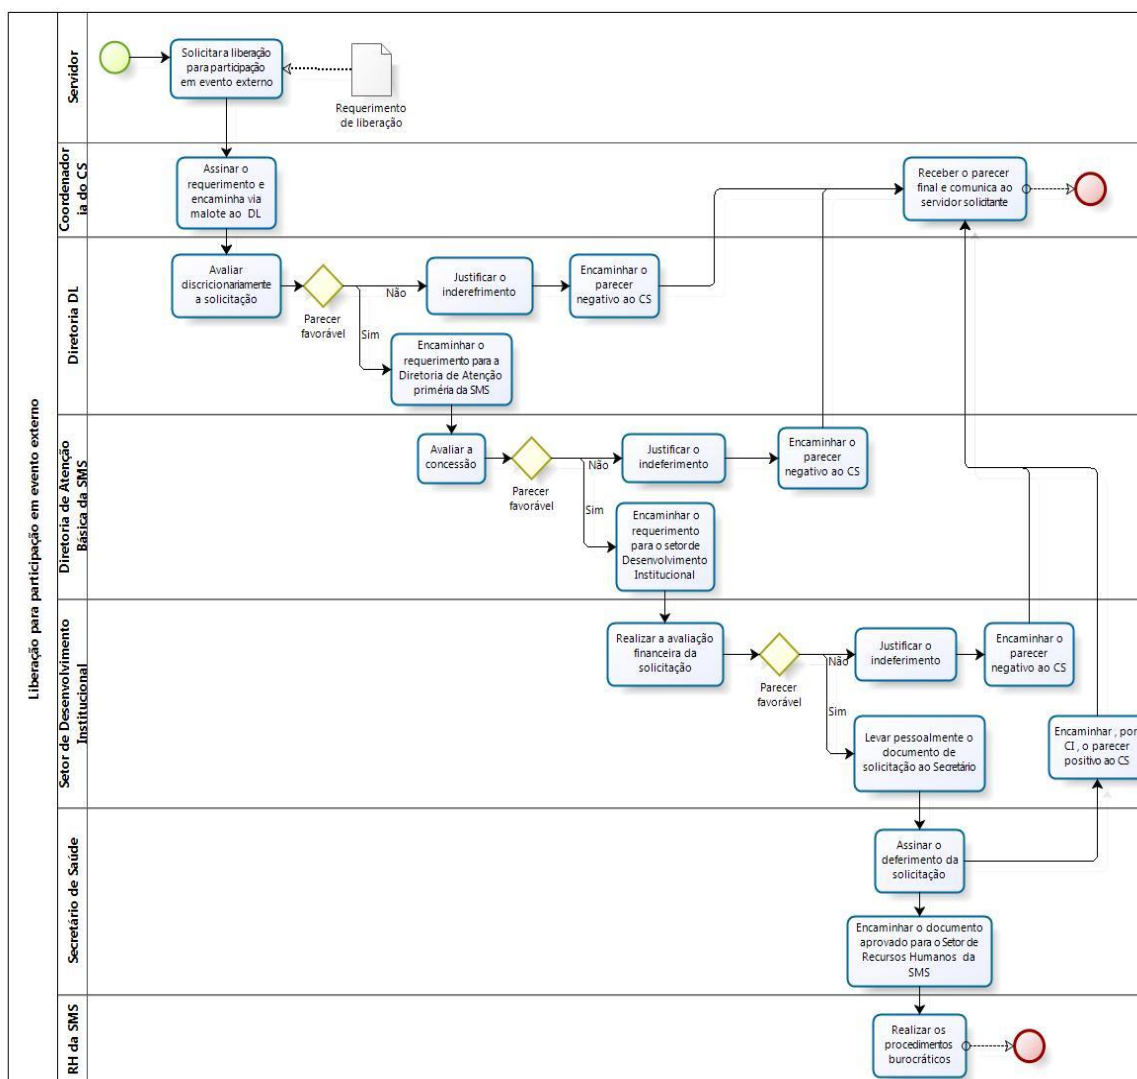 Liberação para participação em evento externo
Servidor
Solicitar a liberação
para participação
em evento externo
Requerimento
de liberação
Coordenador
ia do CS
Assinar o
requerimento e
encaminha via
malote ao DL
Receber o parecer
final e comunica ao
servidor solicitante
Diretoria DL
Avaliar
discricionariamente
a solicitação
Parecer
favorável
Não
Justificar o
inderefrimento
Encaminhar o
parecer
negativo ao CS
Sim
Encaminhar o
requerimento para a
Diretoria de Atenção
priméria da SMS
Diretoria de Atenção
Básica da SMS
Avaliar a
concessão
Parecer
favorável
Não
Justificar o
indeferimento
Encaminhar o
parecer
negativo ao CS
Sim
Encaminhar o
requerimento
para o setor de
Desenvolvimento
Institucional
Setor de Desenvolvimento
Institucional
Realizar a avaliação
financeira da
solicitação
Parecer
favorável
Não
Justificar o
indeferimento
Encaminhar o
parecer
negativo ao CS
Sim
Levar pessoalmente o
documento de
solicitação ao Secretário
Encaminhar , por
CI , o parecer
positivo ao CS
Secretário de Saúde
Assinar o
deferimento da
solicitação
Encaminhar o documento
aprovado para o Setor de
Recursos Humanos da
SMS
RH da SMS
Realizar os
procedimentos
burocráticos